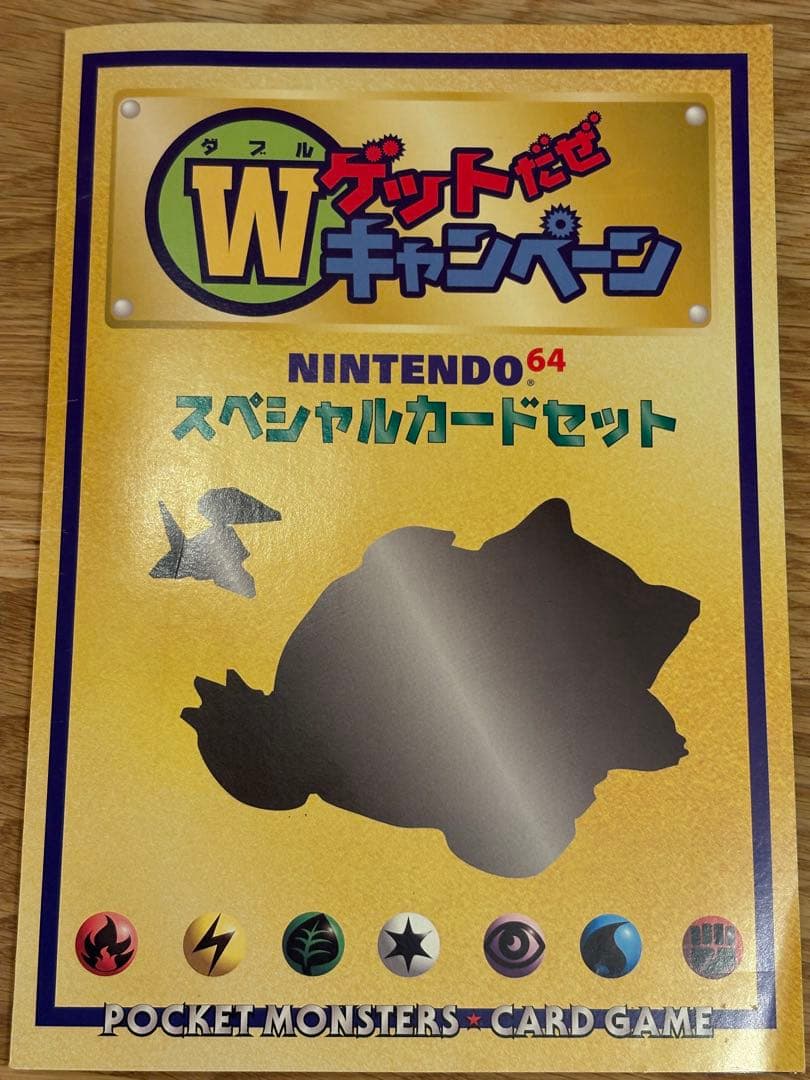 ダブル
W
ゲットだぜ
キャンペーン
NINTENDO64®
スペシャルカードセット
POCKET MONSTERS★CARD GAME